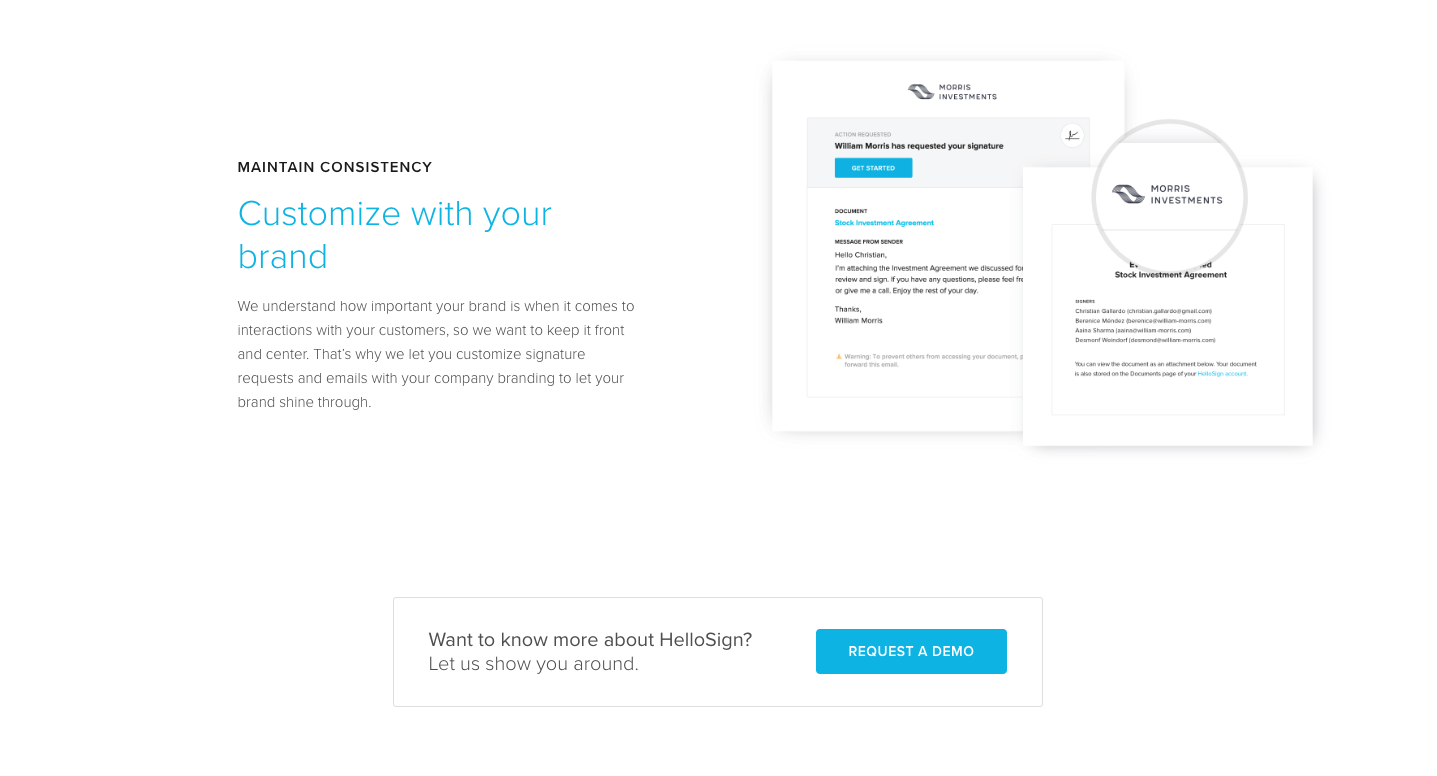 MAINTAIN CONSISTENCY
Customize with your
brand
We understand how important your brand is when it comes to
interactions with your customers, so we want to keep it front
and center. That's why we let you customize signature
requests and emails with your company branding to let your
brand shine through.
MORRIS
INVESTMENTS
ACTION REQUESTED
William Morris has requested your signature
GET STARTED
DOCUMENT
Stock Investment Agreement
MESSAGE FROM SENDER
Hello Christian,
I'm attaching the Investment Agreement we discussed for
review and sign. If you have any questions, please feel
or give me a call. Enjoy the rest of your day.
Thanks,
William Morris
Warning: To prevent others from accessing your document,
forward this email.
MORRIS
INVESTMENTS
Stock Investment Agreement
SIGNERS
Christian Gallardo (christian.gallardo@gmail.com)
Berenice Méndez (berenice@william-morris.com)
Aaina Sharma (aaina@william-morris.com)
Desmonf Weindorf (desmond@william-morris.com)
You can view the document as an attachment below. Your document
is also stored on the Documents page of your HelloSign account.
Want to know more about HelloSign?
Let us show you around.
REQUEST A DEMO